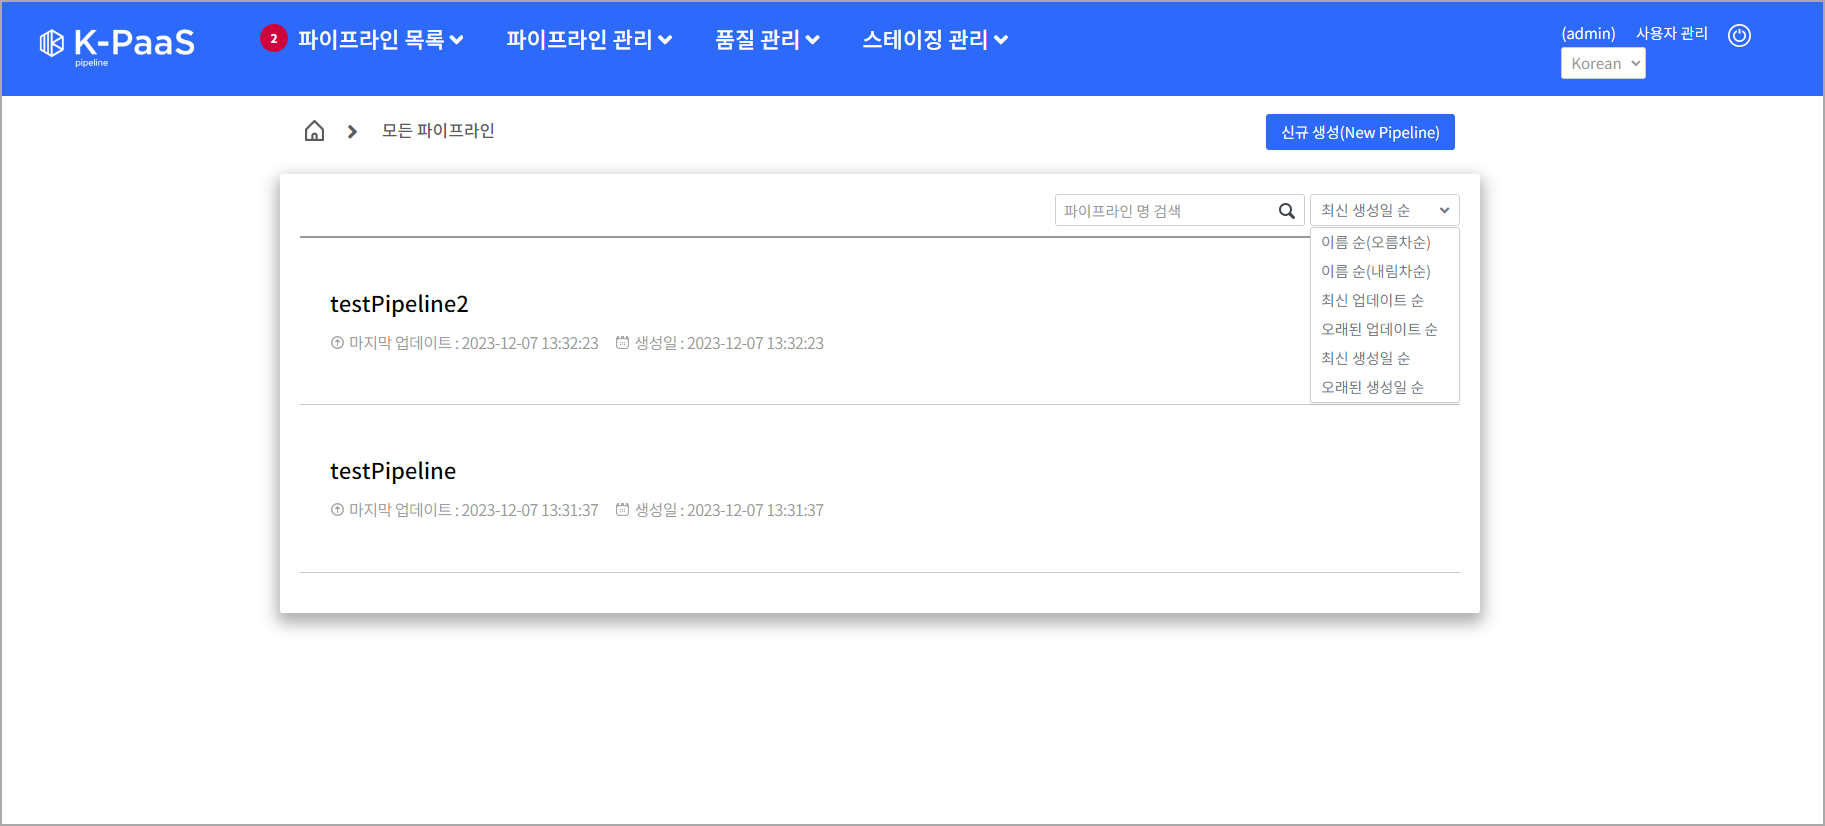 K-PaaS
pipeline
2
파이프라인 목록
파이프라인 관리
품질 관리
스테이징 관리
(admin)
사용자 관리
Korean
모든 파이프라인
신규 생성(New Pipeline)
파이프라인 명 검색
최신 생성일 순
이름 순(오름차순)
이름 순(내림차순)
최신 업데이트 순
오래된 업데이트 순
최신 생성일 순
오래된 생성일 순
testPipeline2
마지막 업데이트 : 2023-12-07 13:32:23 생성일 : 2023-12-07 13:32:23
testPipeline
마지막 업데이트 : 2023-12-07 13:31:37 생성일 : 2023-12-07 13:31:37